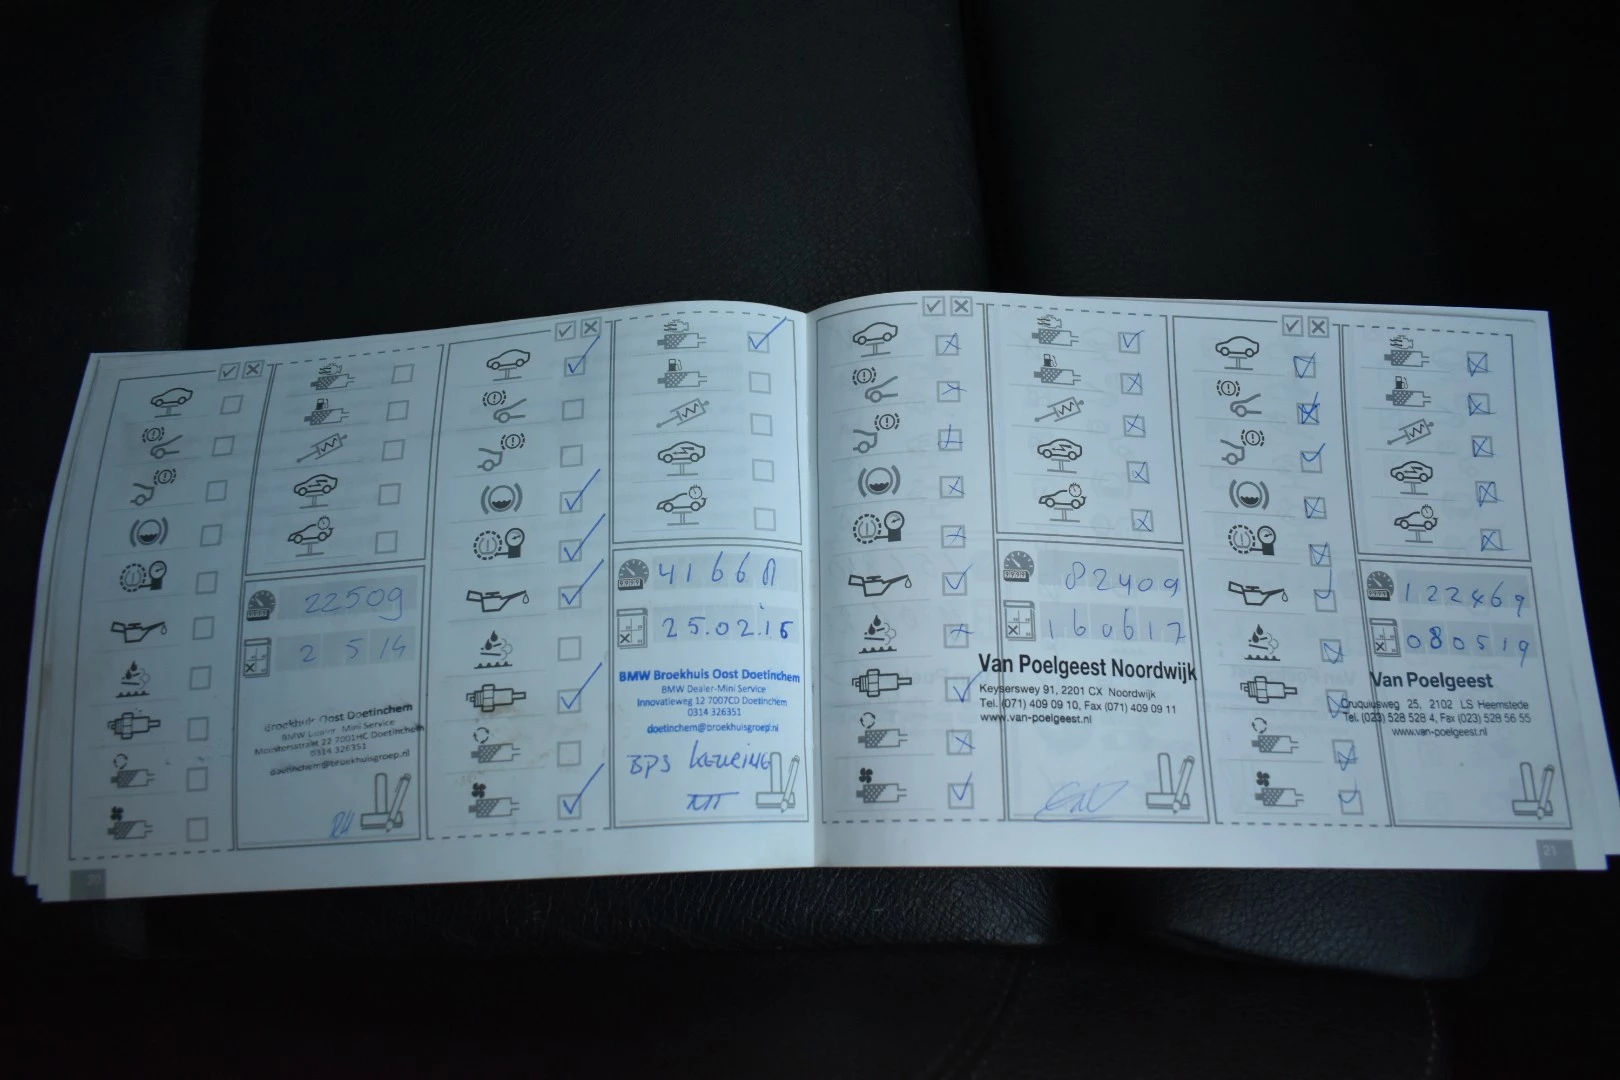 22509
2 5 14
Broekhuis Oost Doetinchem
BMW Dealer-Mini Service
0314 326351
doetinchem@broekhuisgroep.nl
RH
20
25.02.15
BMW Broekhuis Oost Doetinchem
BMW Dealer-Mini Service
Innovatieweg 12 7007CD Doetinchem
0314 326351
doetinchem@broekhuisgroep.nl
BPS KEURING
82409
160617
Van Poelgeest Noordwijk
Keyserswey 91, 2201 CX Noordwijk
Tel. (071) 409 09 10, Fax (071) 409 09 11
www.van-poelgeest.nl
122469
080519
Van Poelgeest
Cruquiusweg 25, 2102 LS Heemstede
Tel. (023) 528 528 4, Fax (023) 528 56 55
www.van-poelgeest.nl
21